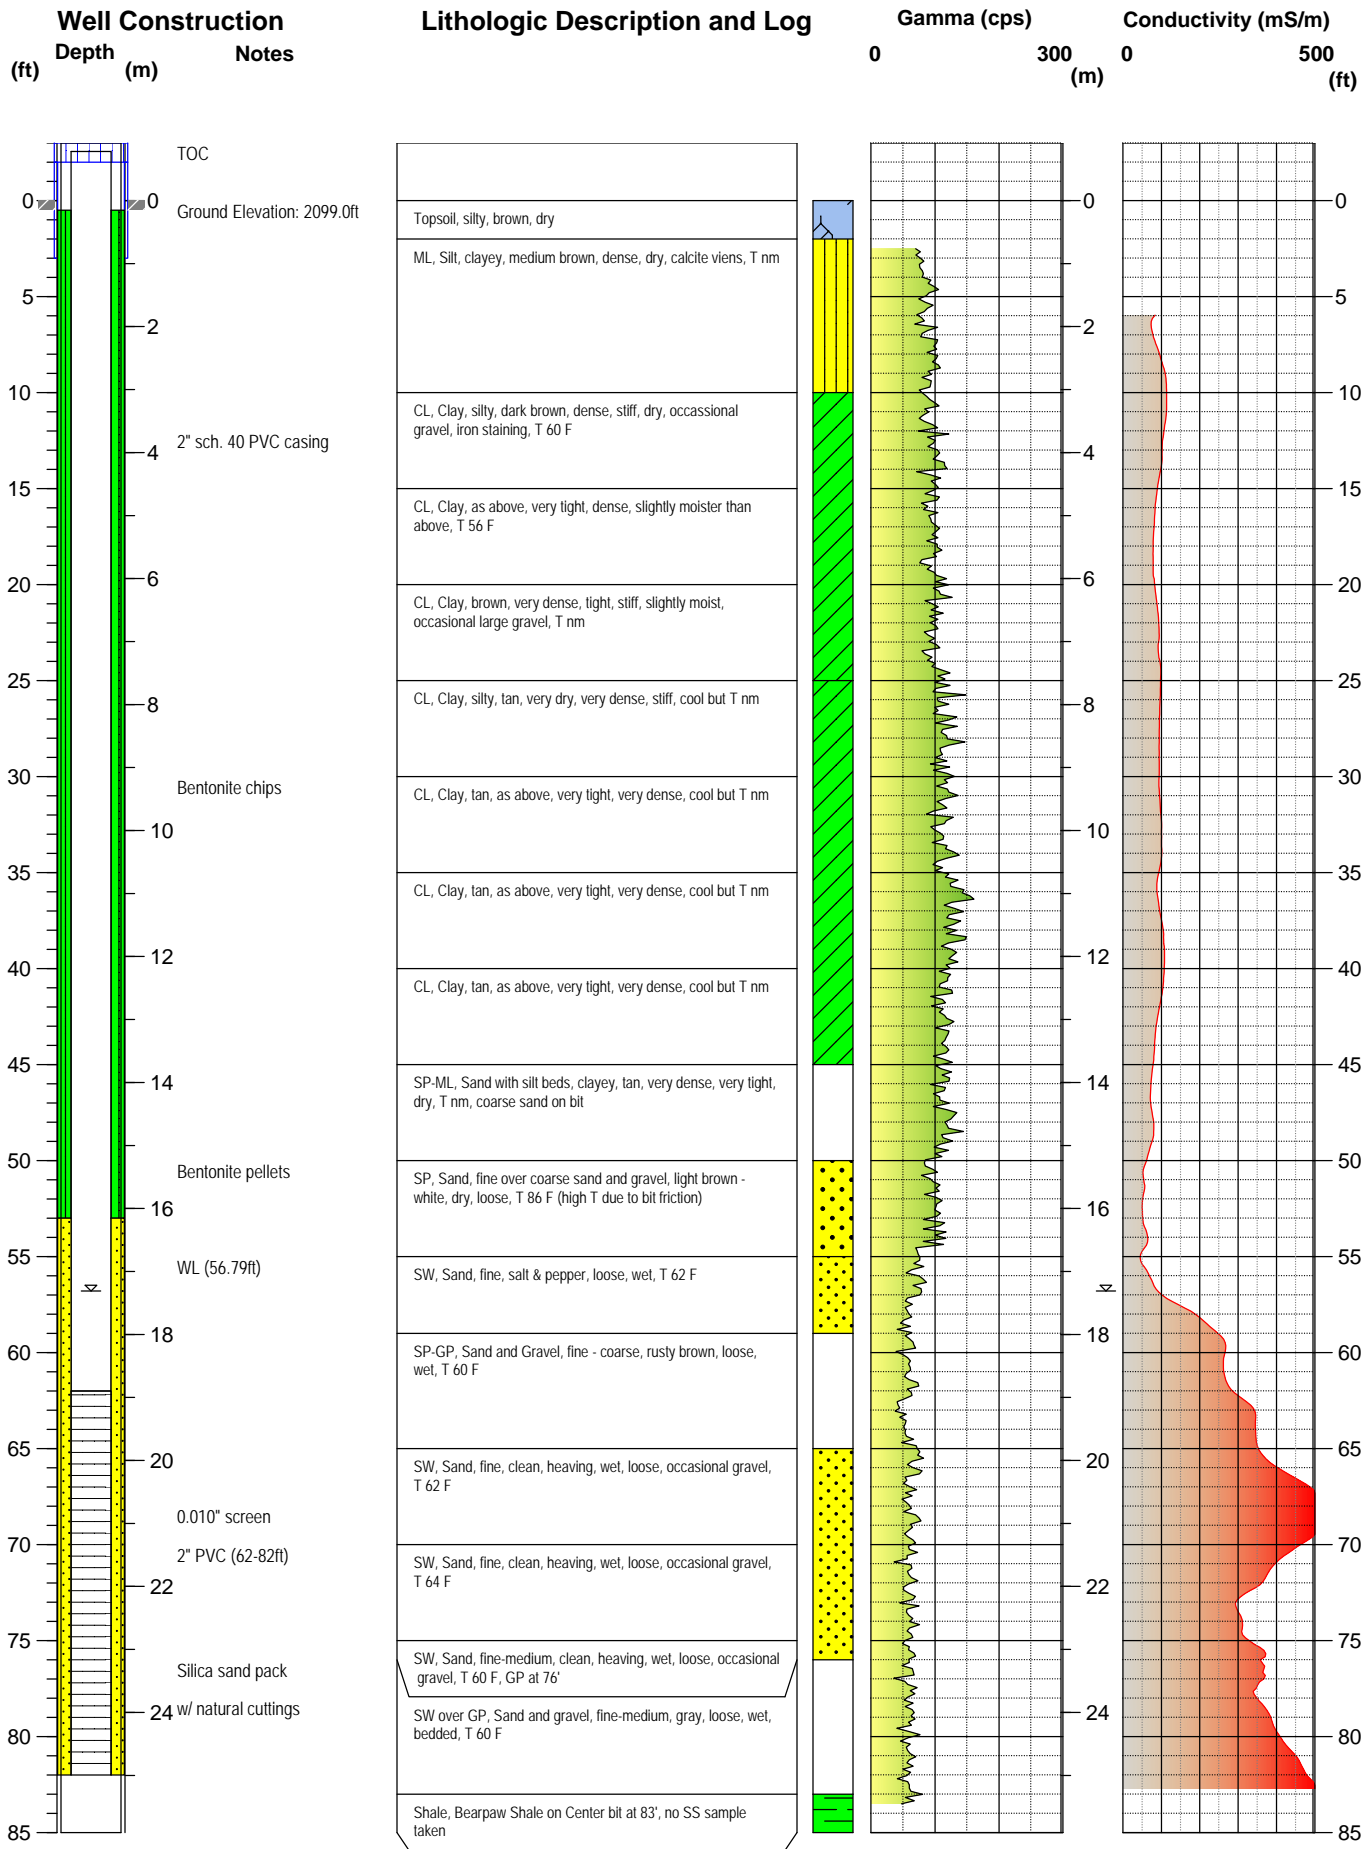 Well Construction
Lithologic Description and Log
Gamma (cps)
Conductivity (mS/m)
Depth
Notes
(ft)
(m)
0
300
(m)
0
500
(ft)
TOC
0
0
Ground Elevation: 2099.0ft
Topsoil, silty, brown, dry
0
0
ML, Silt, clayey, medium brown, dense, dry, calcite viens, T nm
5
5
2
2
10
10
CL, Clay, silty, dark brown, dense, stiff, dry, occassional
gravel, iron staining, T 60 F
2" sch. 40 PVC casing
4
4
15
15
CL, Clay, as above, very tight, dense, slightly moister than
above, T 56 F
6
6
20
20
CL, Clay, brown, very dense, tight, stiff, slightly moist,
occasional large gravel, T nm
25
25
CL, Clay, silty, tan, very dry, very dense, stiff, cool but T nm
8
8
30
30
Bentonite chips
CL, Clay, tan, as above, very tight, very dense, cool but T nm
10
10
35
35
CL, Clay, tan, as above, very tight, very dense, cool but T nm
12
12
40
40
CL, Clay, tan, as above, very tight, very dense, cool but T nm
45
45
14
14
SP-ML, Sand with silt beds, clayey, tan, very dense, very tight,
dry, T nm, coarse sand on bit
50
50
Bentonite pellets
SP, Sand, fine over coarse sand and gravel, light brown -
white, dry, loose, T 86 F (high T due to bit friction)
16
16
55
55
WL (56.79ft)
SW, Sand, fine, salt & pepper, loose, wet, T 62 F
18
18
60
60
SP-GP, Sand and Gravel, fine - coarse, rusty brown, loose,
wet, T 60 F
65
65
20
20
SW, Sand, fine, clean, heaving, wet, loose, occasional gravel,
T 62 F
0.010" screen
70
70
2" PVC (62-82ft)
SW, Sand, fine, clean, heaving, wet, loose, occasional gravel,
T 64 F
22
22
75
75
Silica sand pack
SW, Sand, fine-medium, clean, heaving, wet, loose, occasional
gravel, T 60 F, GP at 76'
24
w/ natural cuttings
24
SW over GP, Sand and gravel, fine-medium, gray, loose, wet,
bedded, T 60 F
80
80
Shale, Bearpaw Shale on Center bit at 83', no SS sample
taken
85
85